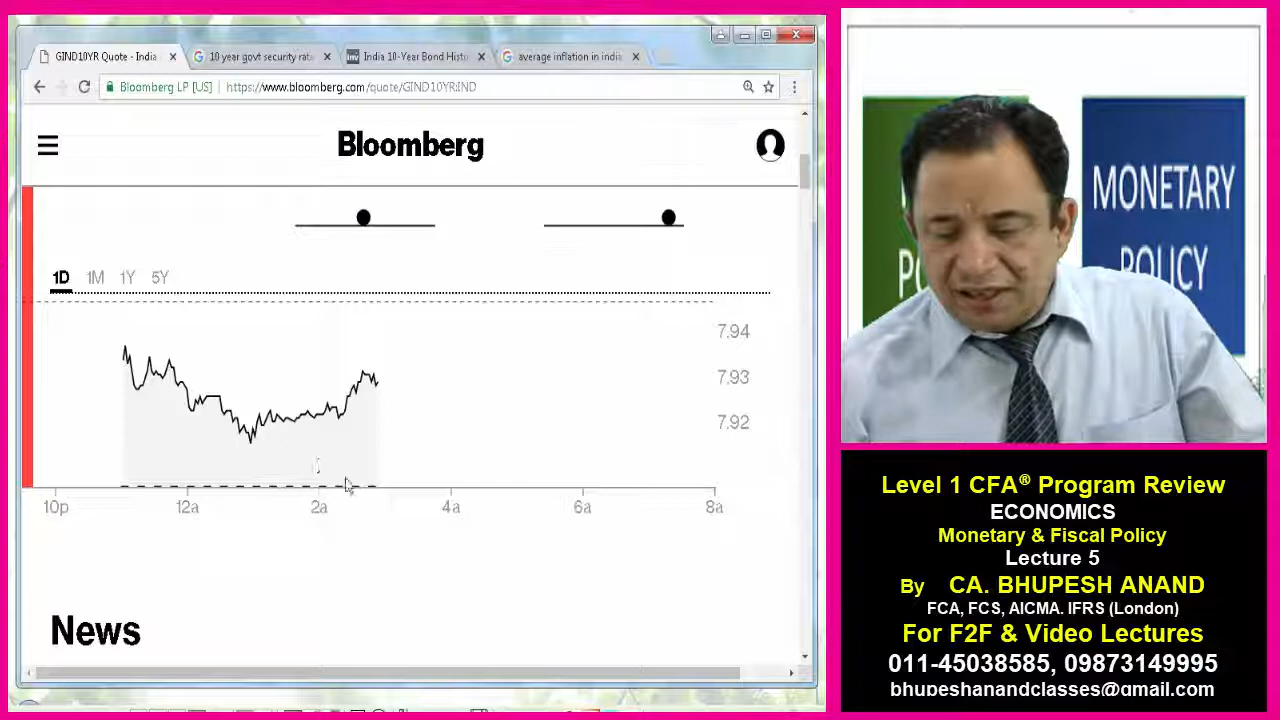 GIND10YR Quote - India
10 year govt security rat
India 10-Year Bond Hist
average inflation in india
Bloomberg LP [US]
https://www.bloomberg.com/quote/GIND10YR:IND
Bloomberg
1D 1M 1Y 5Y
7.94
7.93
7.92
10p 12a 2a 4a 6a 8a
News
PO
MONETARY
POLICY
Level 1 CFA® Program Review
ECONOMICS
Monetary & Fiscal Policy
Lecture 5
By CA. BHUPESH ANAND
FCA, FCS, AICMA. IFRS (London)
For F2F & Video Lectures
011-45038585, 09873149995
bhupeshanandclasses@gmail.com